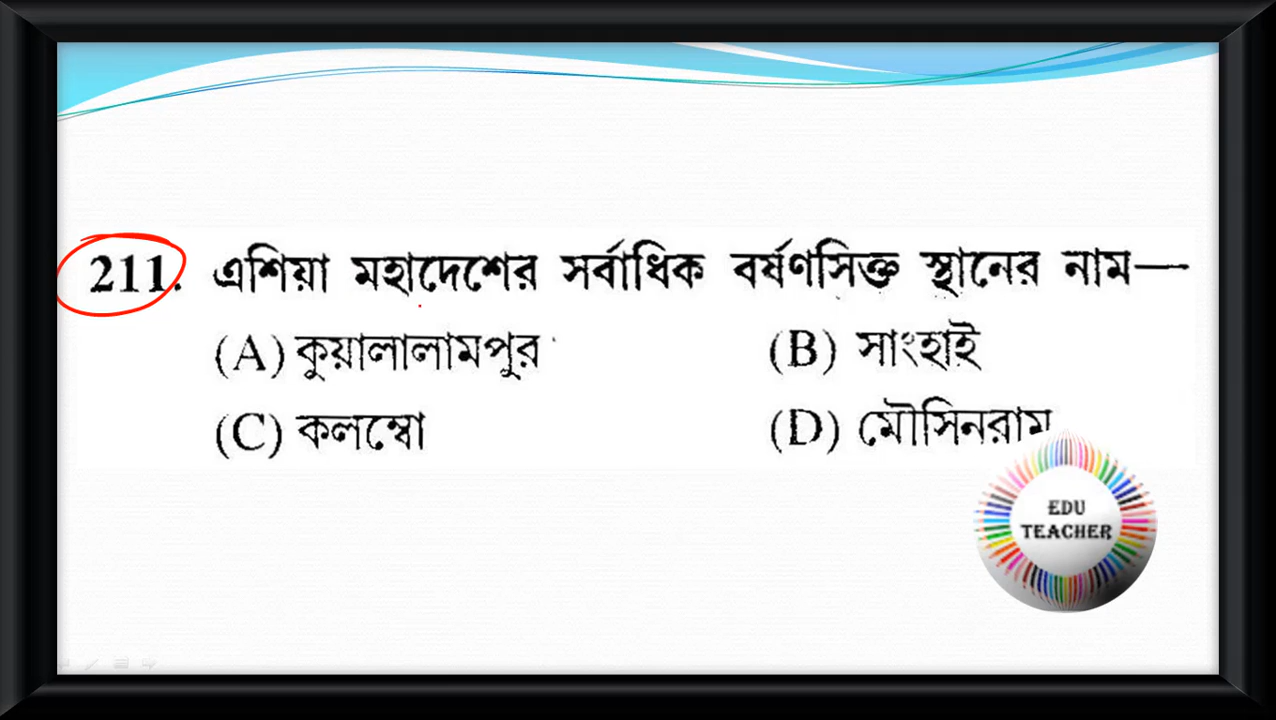 211. এশিয়া মহাদেশের সর্বাধিক বর্ষণসিক্ত স্থানের নাম—
(A) কুয়ালালামপুর (B) সাংহাই
(C) কলম্বো (D) মৌসিনরাম
EDU
TEACHER